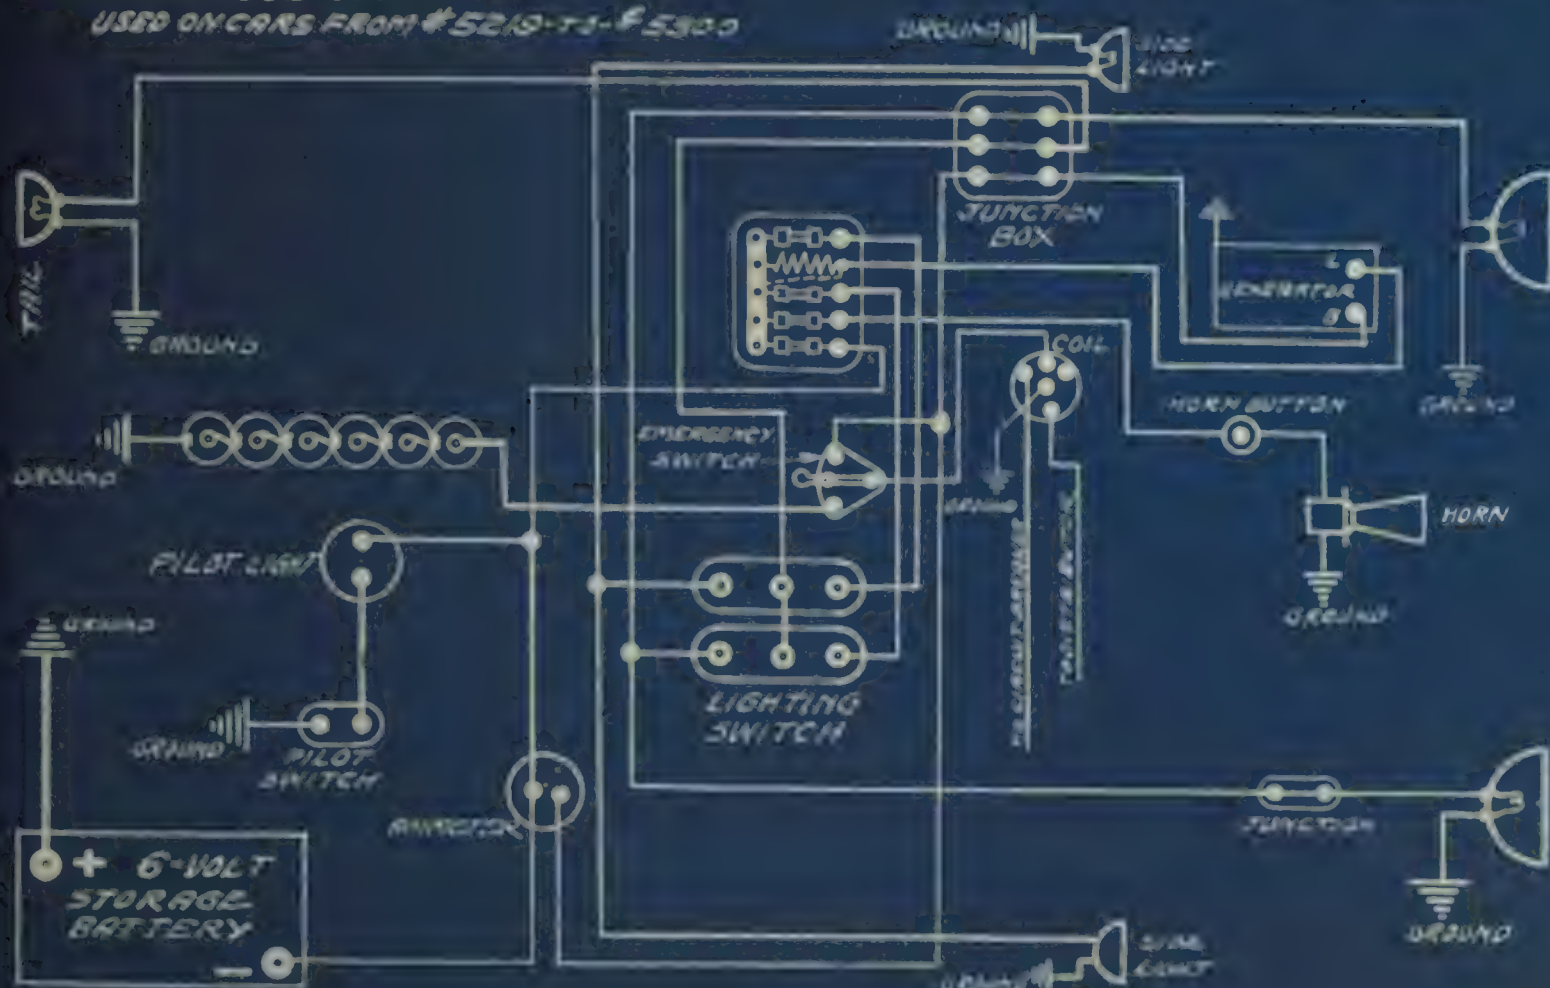 USED ON CARS FROM #5219-TO-#5300
GROUND
SIDE
LIGHT
JUNCTION
BOX
TAIL
GROUND
L
GENERATOR
B
COIL
HORN BUTTON
GROUND
EMERGENCY
SWITCH
GROUND
GROUND
HORN
PILOT LIGHT
GROUND
GROUND
LIGHTING
SWITCH
GROUND
PILOT
SWITCH
AMMETER
JUNCTION
+ 6-VOLT
STORAGE
BATTERY
-
GROUND
SIDE
LIGHT
GROUND